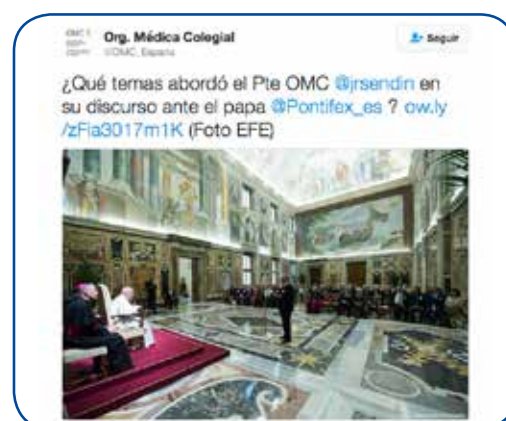 Org. Médica Colegial
@OMC_Espana
Seguir
¿Qué temas abordó el Pte OMC @jrsendin en
su discurso ante el papa @Pontifex_es ? ow.ly
/zFia3017m1K (Foto EFE)